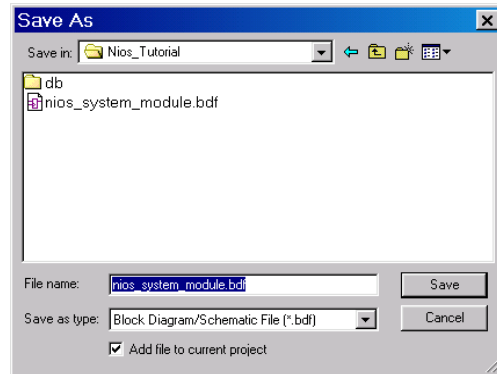 Save As
Save in: Nios_Tutorial
db
nios_system_module.bdf
File name: nios_system_module.bdf Save
Save as type: Block Diagram/Schematic File (*.bdf) Cancel
Add file to current project